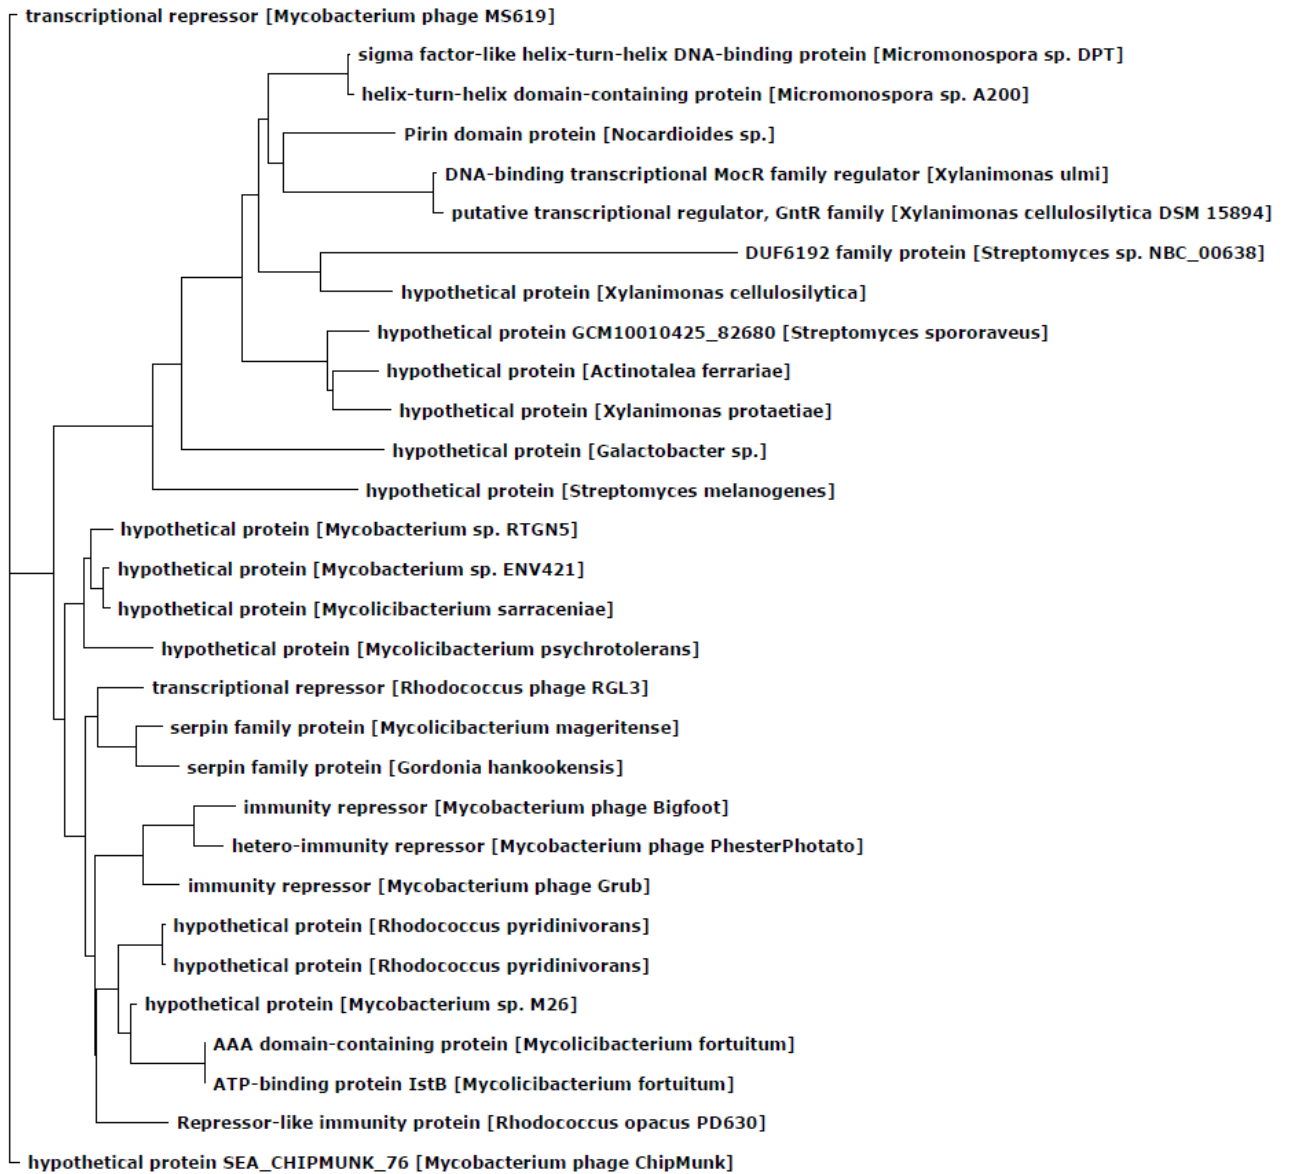 transcriptional repressor [Mycobacterium phage MS619]
sigma factor-like helix-turn-helix DNA-binding protein [Micromonospora sp. DPT]
helix-turn-helix domain-containing protein [Micromonospora sp. A200]
Pirin domain protein [Nocardioides sp.]
DNA-binding transcriptional MocR family regulator [Xylanimonas ulmi]
putative transcriptional regulator, GntR family [Xylanimonas cellulosilytica DSM 15894]
DUF6192 family protein [Streptomyces sp. NBC_00638]
hypothetical protein [Xylanimonas cellulosilytica]
hypothetical protein GCM10010425_82680 [Streptomyces spororaveus]
hypothetical protein [Actinotalea ferrariae]
hypothetical protein [Xylanimonas protaetiae]
hypothetical protein [Galactobacter sp.]
hypothetical protein [Streptomyces melanogenes]
hypothetical protein [Mycobacterium sp. RTGN5]
hypothetical protein [Mycobacterium sp. ENV421]
hypothetical protein [Mycolicibacterium sarraceniae]
hypothetical protein [Mycolicibacterium psychrotolerans]
transcriptional repressor [Rhodococcus phage RGL3]
serpin family protein [Mycolicibacterium mageritense]
serpin family protein [Gordonia hankookensis]
immunity repressor [Mycobacterium phage Bigfoot]
hetero-immunity repressor [Mycobacterium phage PhesterPhotato]
immunity repressor [Mycobacterium phage Grub]
hypothetical protein [Rhodococcus pyridinivorans]
hypothetical protein [Rhodococcus pyridinivorans]
hypothetical protein [Mycobacterium sp. M26]
AAA domain-containing protein [Mycolicibacterium fortuitum]
ATP-binding protein IstB [Mycolicibacterium fortuitum]
Repressor-like immunity protein [Rhodococcus opacus PD630]
hypothetical protein SEA_CHIPMUNK_76 [Mycobacterium phage ChipMunk]